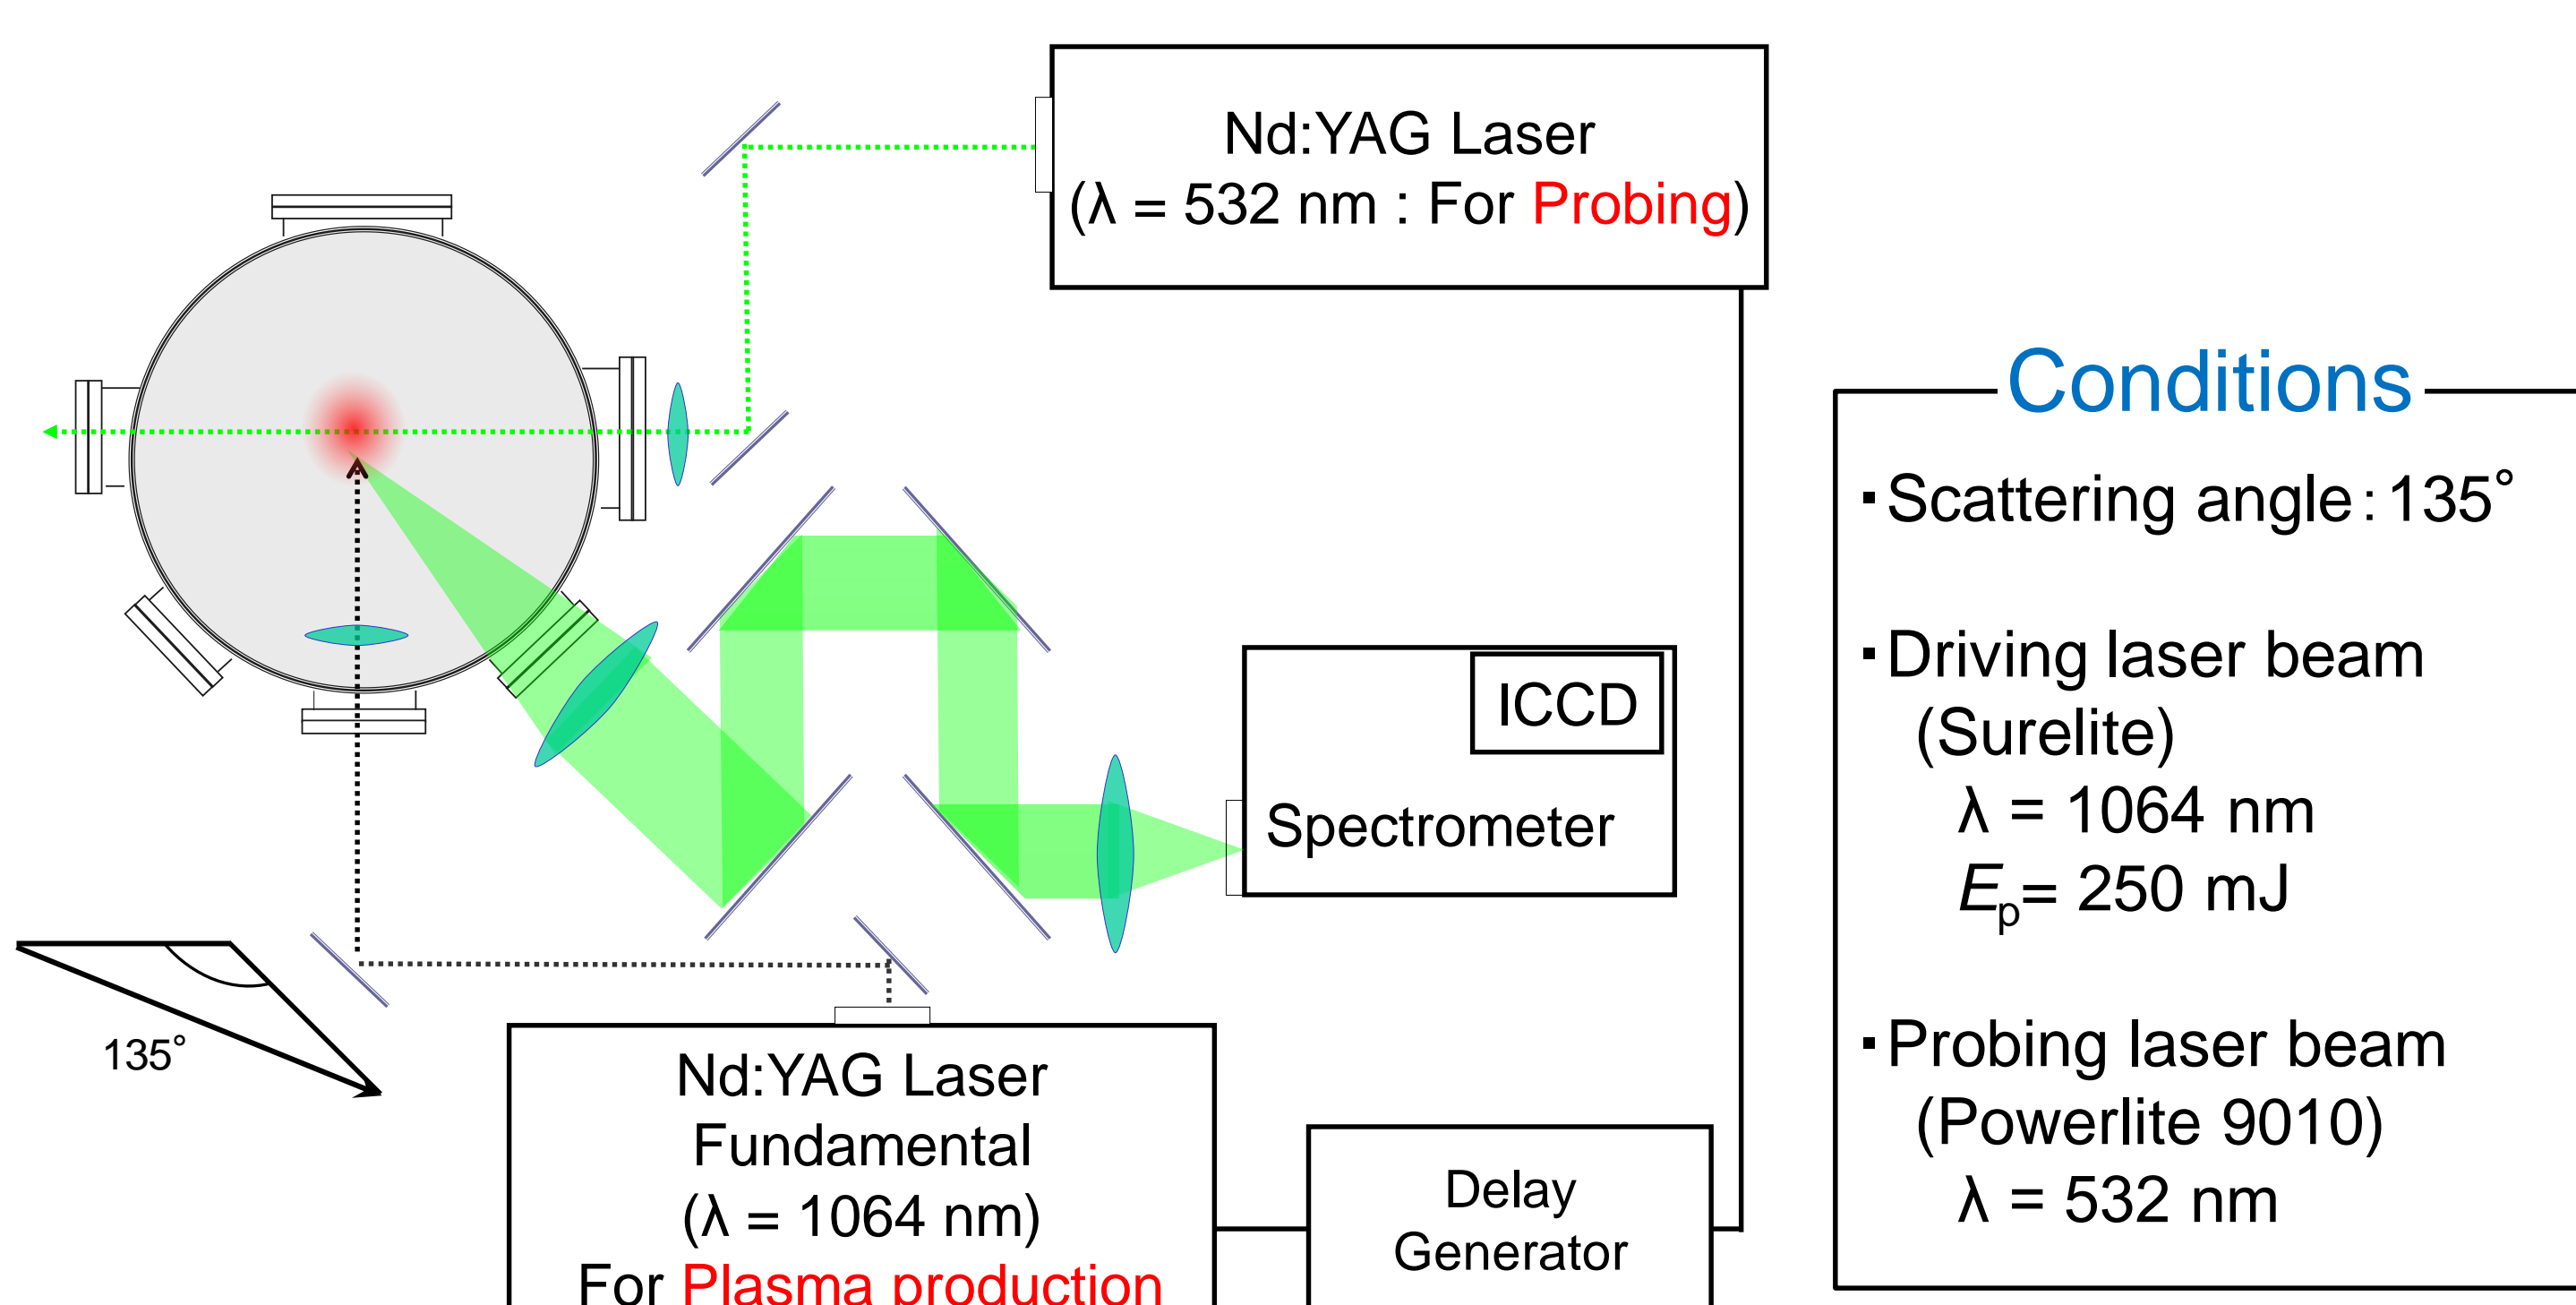 Nd:YAG Laser
(λ = 532 nm : For Probing)
Conditions
・Scattering angle：135°
・Driving laser beam
(Surelite)
λ = 1064 nm
Ep= 250 mJ
・Probing laser beam
(Powerlite 9010)
λ = 532 nm
ICCD
Spectrometer
135°
Nd:YAG Laser
Fundamental
(λ = 1064 nm)
For Plasma production
Delay
Generator